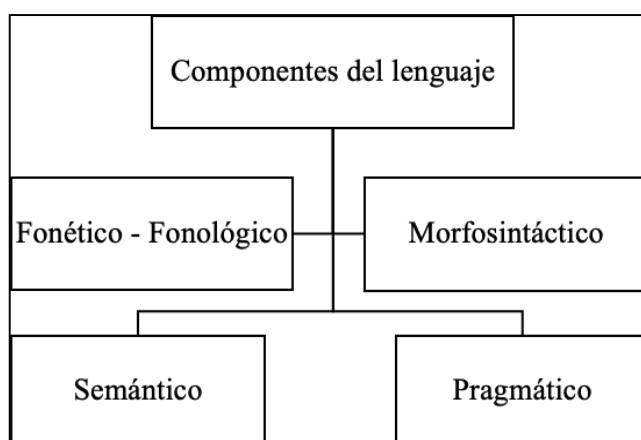 Componentes del lenguaje
Fonético - Fonológico
Morfosintáctico
Semántico
Pragmático